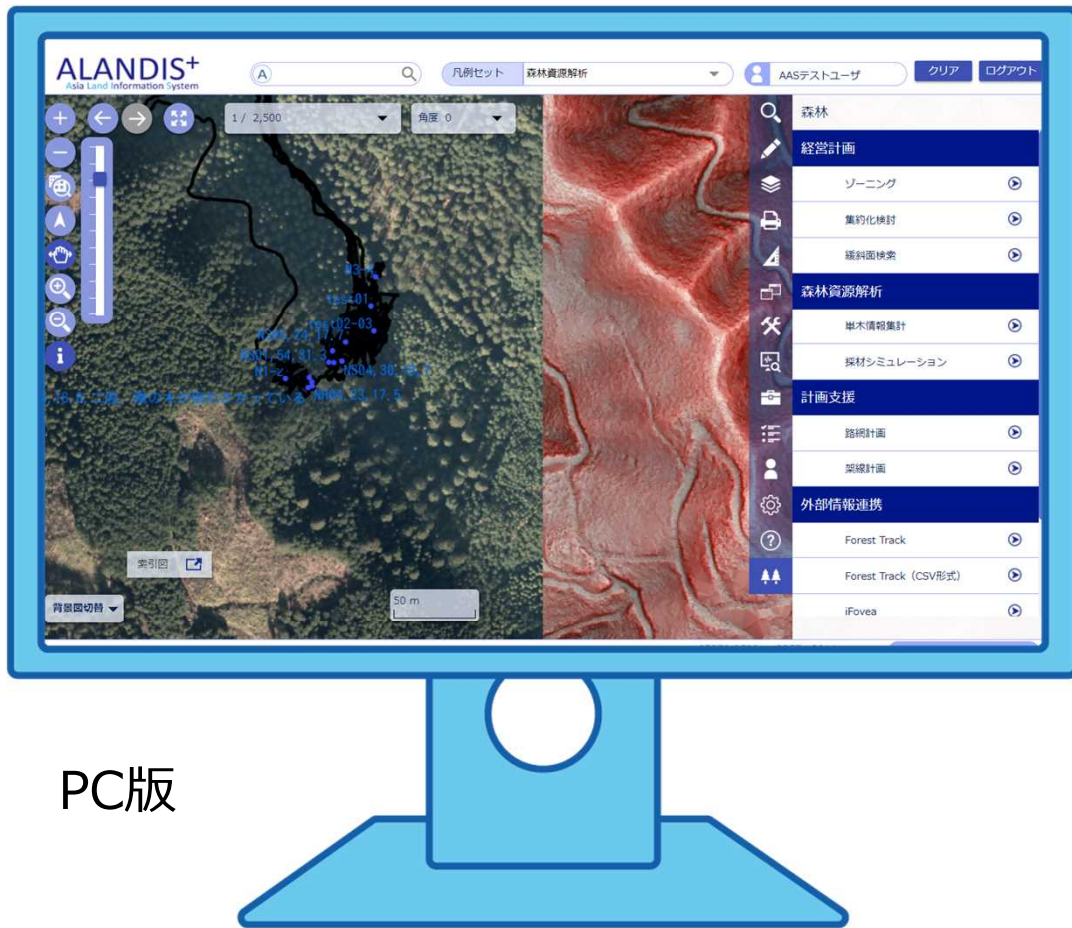 ALANDIS+
Asia Land Information System
A
凡例セット 森林資源解析
AASテストユーザ
クリア
ログアウト
1 / 2,500
角度 0
森林
経営計画
ゾーニング
集約化検討
緩斜面検索
森林資源解析
単木情報集計
採材シミュレーション
計画支援
路網計画
架線計画
外部情報連携
Forest Track
Forest Track（CSV形式）
iFovea
test01
test02-03
索引図
背景図切替
50 m
PC版